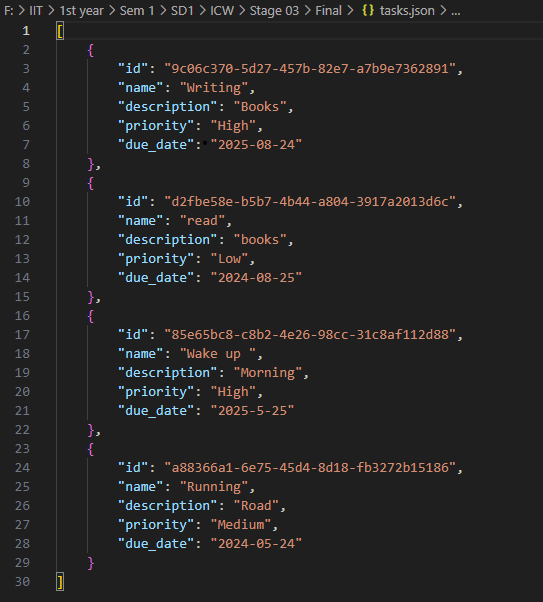 F: > IIT > 1st year > Sem 1 > SD1 > ICW > Stage 03 > Final > {} tasks.json > ...
1 [
2 {
3 "id": "9c06c370-5d27-457b-82e7-a7b9e7362891",
4 "name": "Writing",
5 "description": "Books",
6 "priority": "High",
7 "due_date": "2025-08-24"
8 },
9 {
10 "id": "d2fbe58e-b5b7-4b44-a804-3917a2013d6c",
11 "name": "read",
12 "description": "books",
13 "priority": "Low",
14 "due_date": "2024-08-25"
15 },
16 {
17 "id": "85e65bc8-c8b2-4e26-98cc-31c8af112d88",
18 "name": "Wake up ",
19 "description": "Morning",
20 "priority": "High",
21 "due_date": "2025-5-25"
22 },
23 {
24 "id": "a88366a1-6e75-45d4-8d18-fb3272b15186",
25 "name": "Running",
26 "description": "Road",
27 "priority": "Medium",
28 "due_date": "2024-05-24"
29 }
30 ]